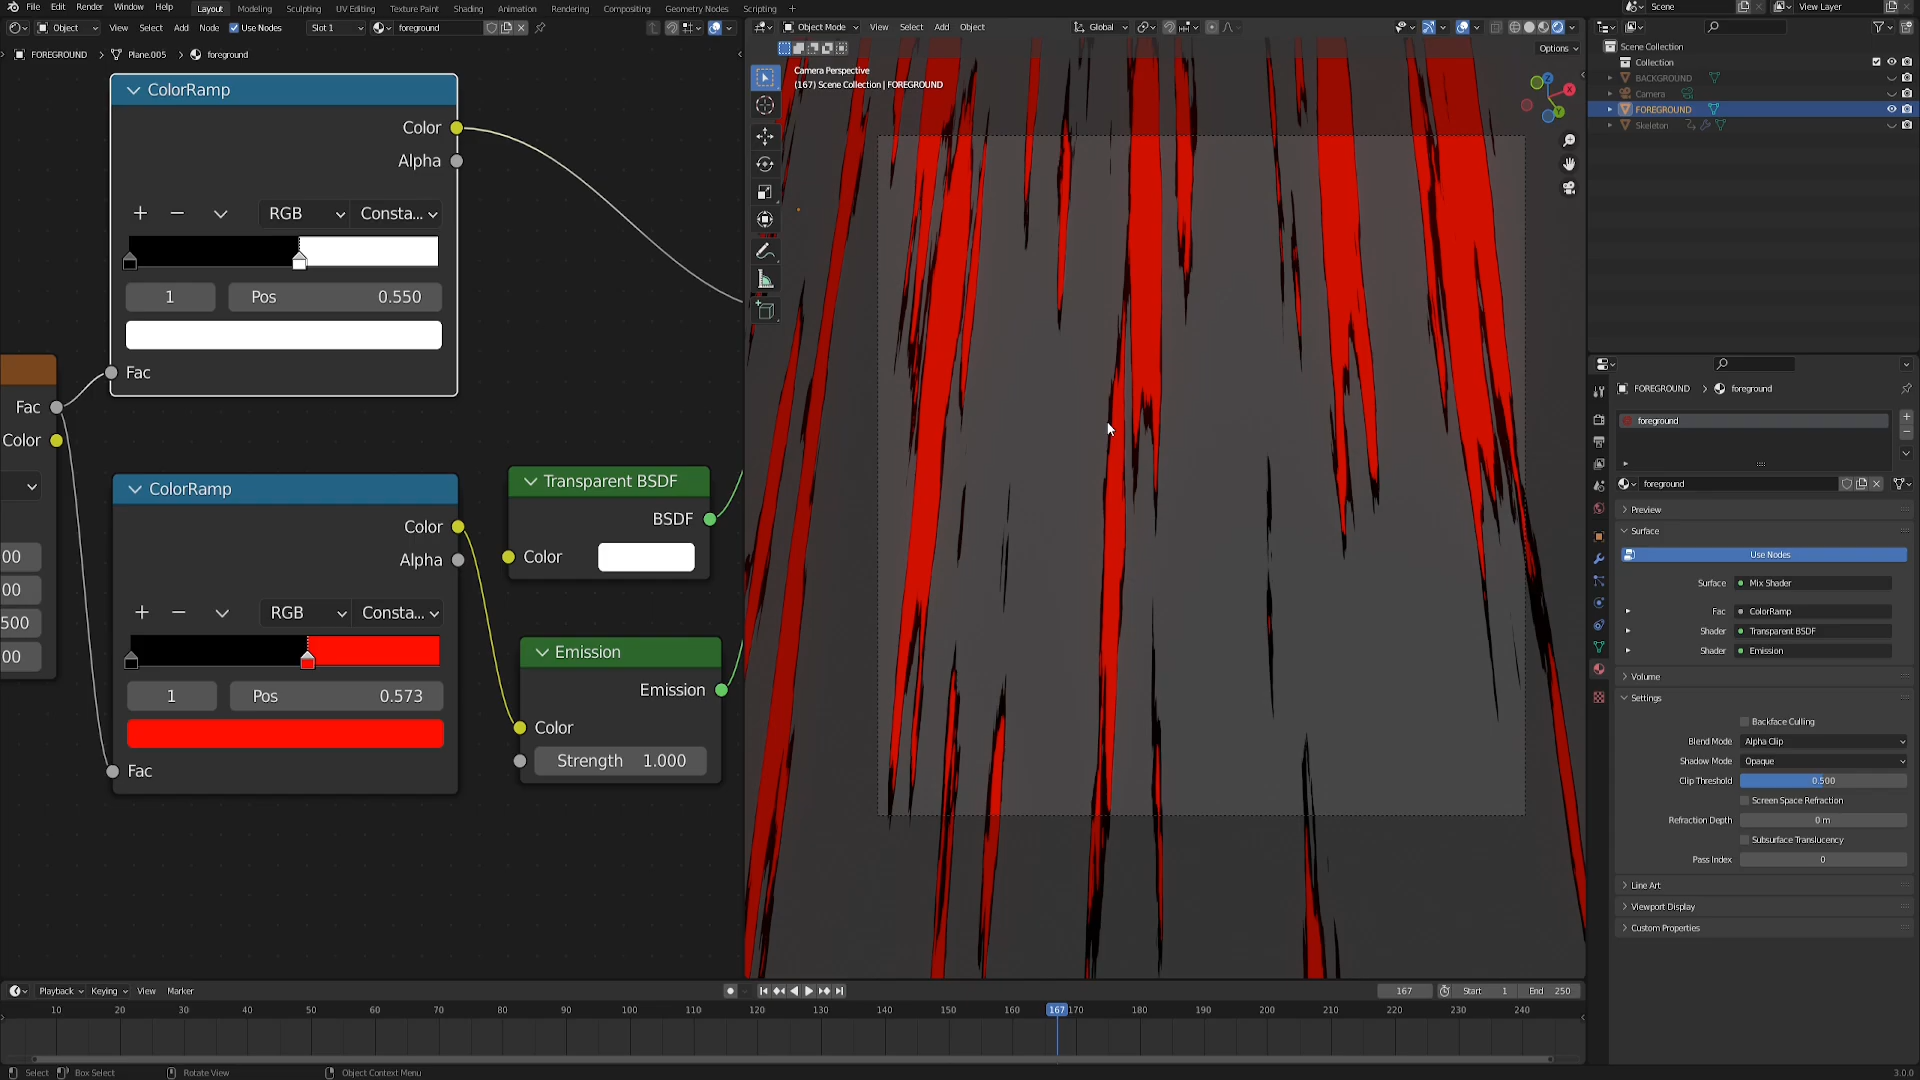 File Edit Render Window Help Layout Modeling Sculpting UV Editing Texture Paint Shading Animation Rendering Compositing Geometry Nodes Scripting + Scene View Layer
Object View Select Add Node Use Nodes Slot 1 foreground
Object Mode View Select Add Object Global
Options
FOREGROUND > Plane.005 > foreground
ColorRamp
Color
Alpha
RGB Consta...
1 Pos 0.550
Fac
Fac
Color
00
00
500
00
ColorRamp
Color
Alpha
RGB Consta...
1 Pos 0.573
Fac
Transparent BSDF
BSDF
Color
Emission
Emission
Color
Strength 1.000
Camera Perspective
(167) Scene Collection | FOREGROUND
X
Y
Z
Scene Collection
Collection
BACKGROUND
Camera
FOREGROUND
Skeleton
FOREGROUND > foreground
foreground
foreground
Preview
Surface
Use Nodes
Surface Mix Shader
Fac ColorRamp
Shader Transparent BSDF
Shader Emission
Volume
Settings
Backface Culling
Blend Mode Alpha Clip
Shadow Mode Opaque
Clip Threshold 0.500
Screen Space Refraction
Refraction Depth 0 m
Subsurface Translucency
Pass Index 0
Line Art
Viewport Display
Custom Properties
Playback Keying View Marker 167 Start 1 End 250
10 20 30 40 50 60 70 80 90 100 110 120 130 140 150 160 167 170 180 190 200 210 220 230 240
Select Box Select Rotate View Object Context Menu 3.0.0